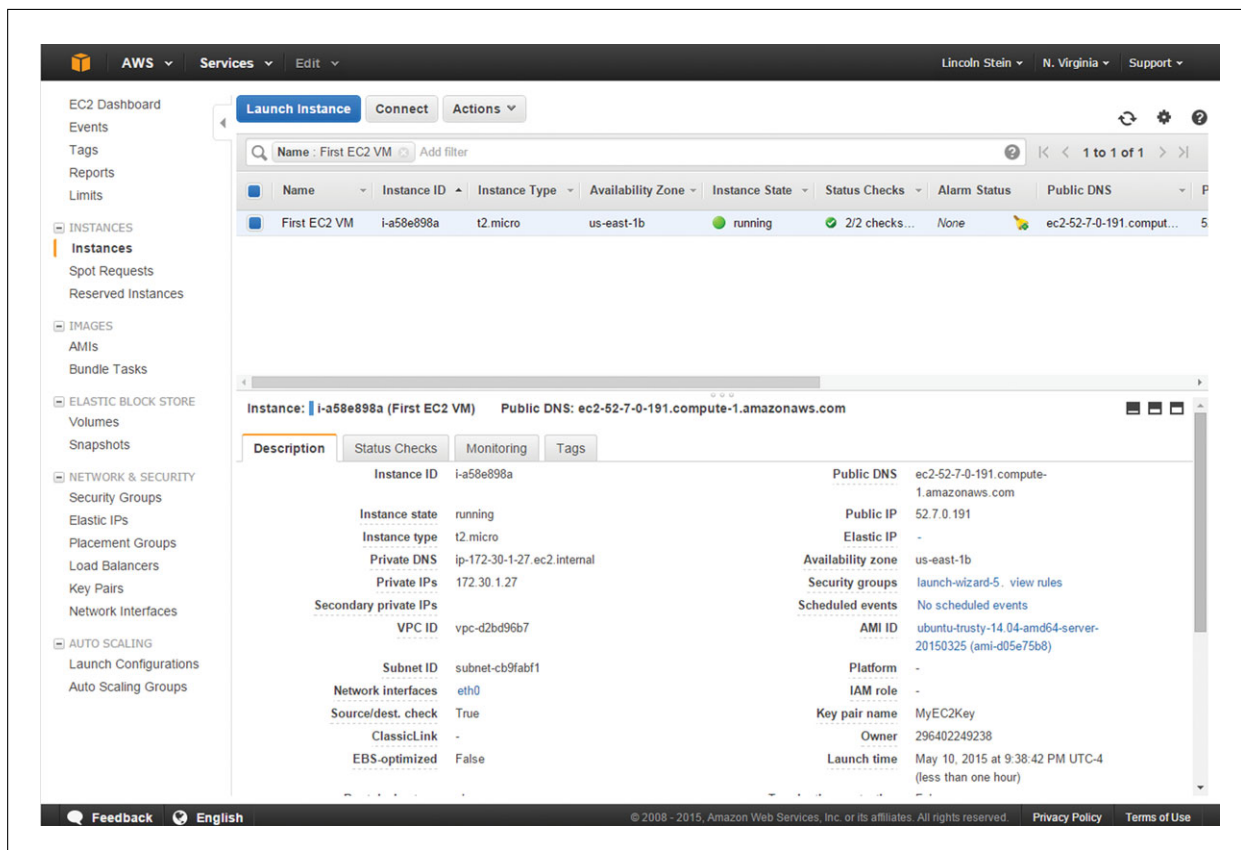 AWS Services Edit Lincoln Stein N. Virginia Support
EC2 Dashboard
Events
Tags
Reports
Limits
INSTANCES
Instances
Spot Requests
Reserved Instances
IMAGES
AMIs
Bundle Tasks
ELASTIC BLOCK STORE
Volumes
Snapshots
NETWORK & SECURITY
Security Groups
Elastic IPs
Placement Groups
Load Balancers
Key Pairs
Network Interfaces
AUTO SCALING
Launch Configurations
Auto Scaling Groups
Launch Instance Connect Actions
Name : First EC2 VM Add filter 1 to 1 of 1
Name Instance ID Instance Type Availability Zone Instance State Status Checks Alarm Status Public DNS P
First EC2 VM i-a58e898a t2.micro us-east-1b running 2/2 checks... None ec2-52-7-0-191.comput... 5
Instance: i-a58e898a (First EC2 VM) Public DNS: ec2-52-7-0-191.compute-1.amazonaws.com
Description Status Checks Monitoring Tags
Instance ID i-a58e898a Public DNS ec2-52-7-0-191.compute-
1.amazonaws.com
Instance state running Public IP 52.7.0.191
Instance type t2.micro Elastic IP -
Private DNS ip-172-30-1-27.ec2.internal Availability zone us-east-1b
Private IPs 172.30.1.27 Security groups launch-wizard-5. view rules
Secondary private IPs Scheduled events No scheduled events
VPC ID vpc-d2bd96b7 AMI ID ubuntu-trusty-14.04-amd64-server-
20150325 (ami-d05e75b8)
Subnet ID subnet-cb9fabf1 Platform -
Network interfaces eth0 IAM role -
Source/dest. check True Key pair name MyEC2Key
ClassicLink - Owner 296402249238
EBS-optimized False Launch time May 10, 2015 at 9:38:42 PM UTC-4
(less than one hour)
Feedback English © 2008 - 2015, Amazon Web Services, Inc. or its affiliates. All rights reserved. Privacy Policy Terms of Use